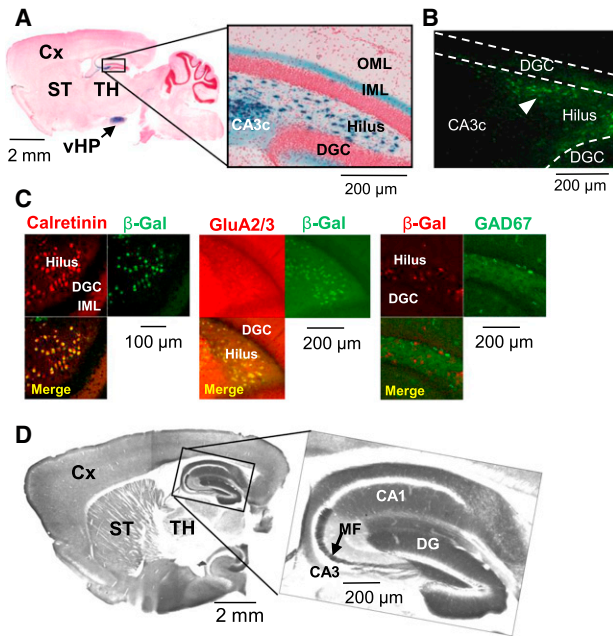 A
Cx
ST
TH
vHP
2 mm
OML
IML
Hilus
CA3c
DGC
200 µm
B
DGC
CA3c
Hilus
DGC
200 µm
C
Calretinin
β-Gal
Hilus
DGC
IML
Merge
100 µm
GluA2/3
β-Gal
DGC
Hilus
Merge
200 µm
β-Gal
GAD67
Hilus
DGC
Merge
200 µm
D
Cx
ST
TH
2 mm
CA1
MF
DG
CA3
200 µm